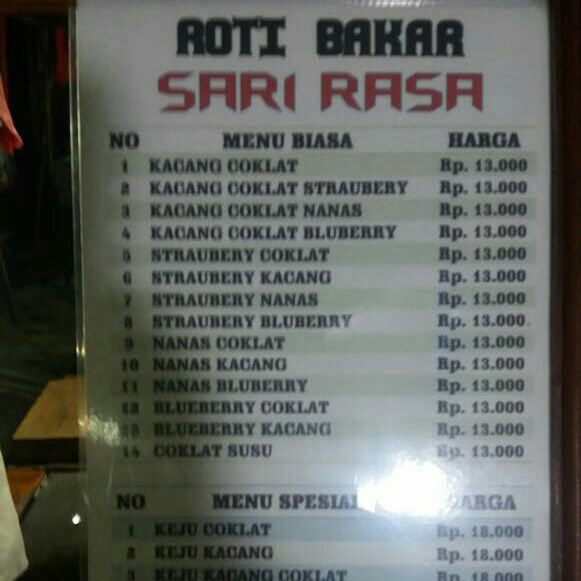 ROTI BAKAR
SARI RASA
NO MENU BIASA HARGA
1 KACANG COKLAT Rp. 13.000
2 KACANG COKLAT STRAUBERY Rp. 13.000
3 KACANG COKLAT NANAS Rp. 13.000
4 KACANG COKLAT BLUBERRY Rp. 13.000
5 STRAUBERY COKLAT Rp. 13.000
6 STRAUBERY KACANG Rp. 13.000
7 STRAUBERY NANAS Rp. 13.000
8 STRAUBERY BLUBERRY Rp. 13.000
9 NANAS COKLAT Rp. 13.000
10 NANAS KACANG Rp. 13.000
11 NANAS BLUBERRY Rp. 13.000
12 BLUEBERRY COKLAT Rp. 13.000
13 BLUEBERRY KACANG Rp. 13.000
14 COKLAT SUSU Rp. 13.000
NO MENU SPESIAL HARGA
1 KEJU COKLAT Rp. 18.000
2 KEJU KACANG Rp. 18.000
3 KEJU KACANG COKLAT Rp. 18.000